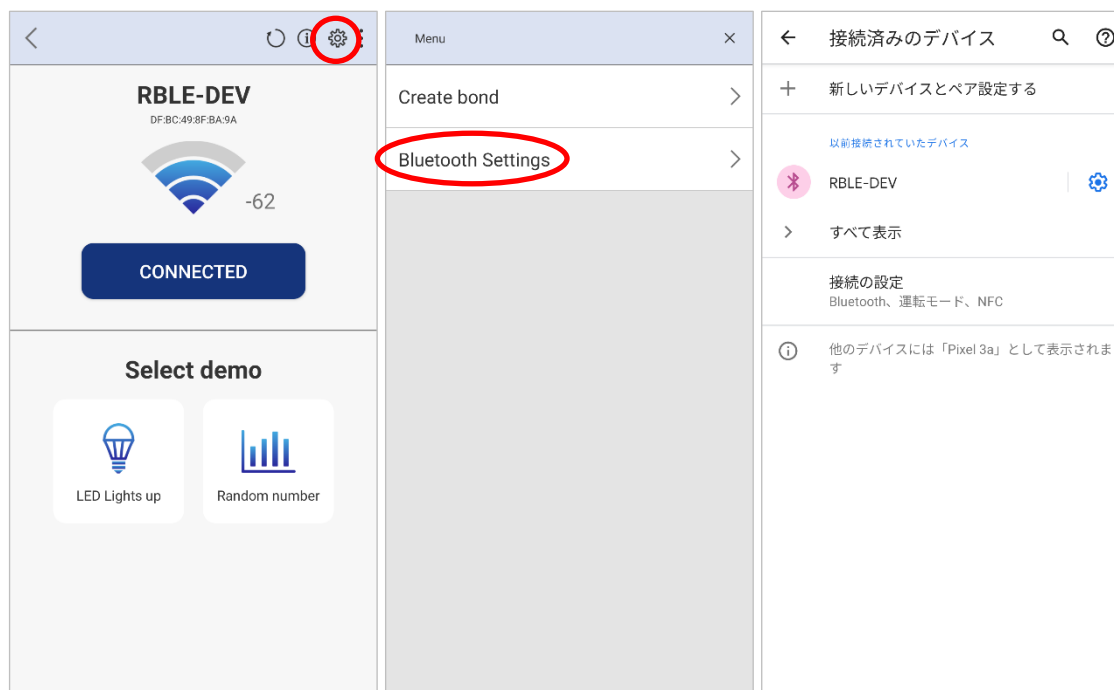 RBLE-DEV
DF:BC:49:8F:BA:9A
-62
CONNECTED
Select demo
LED Lights up
Random number
Menu
Create bond
Bluetooth Settings
接続済みのデバイス
新しいデバイスとペア設定する
以前接続されていたデバイス
RBLE-DEV
すべて表示
接続の設定
Bluetooth、運転モード、NFC
他のデバイスには「Pixel 3a」として表示されま
す